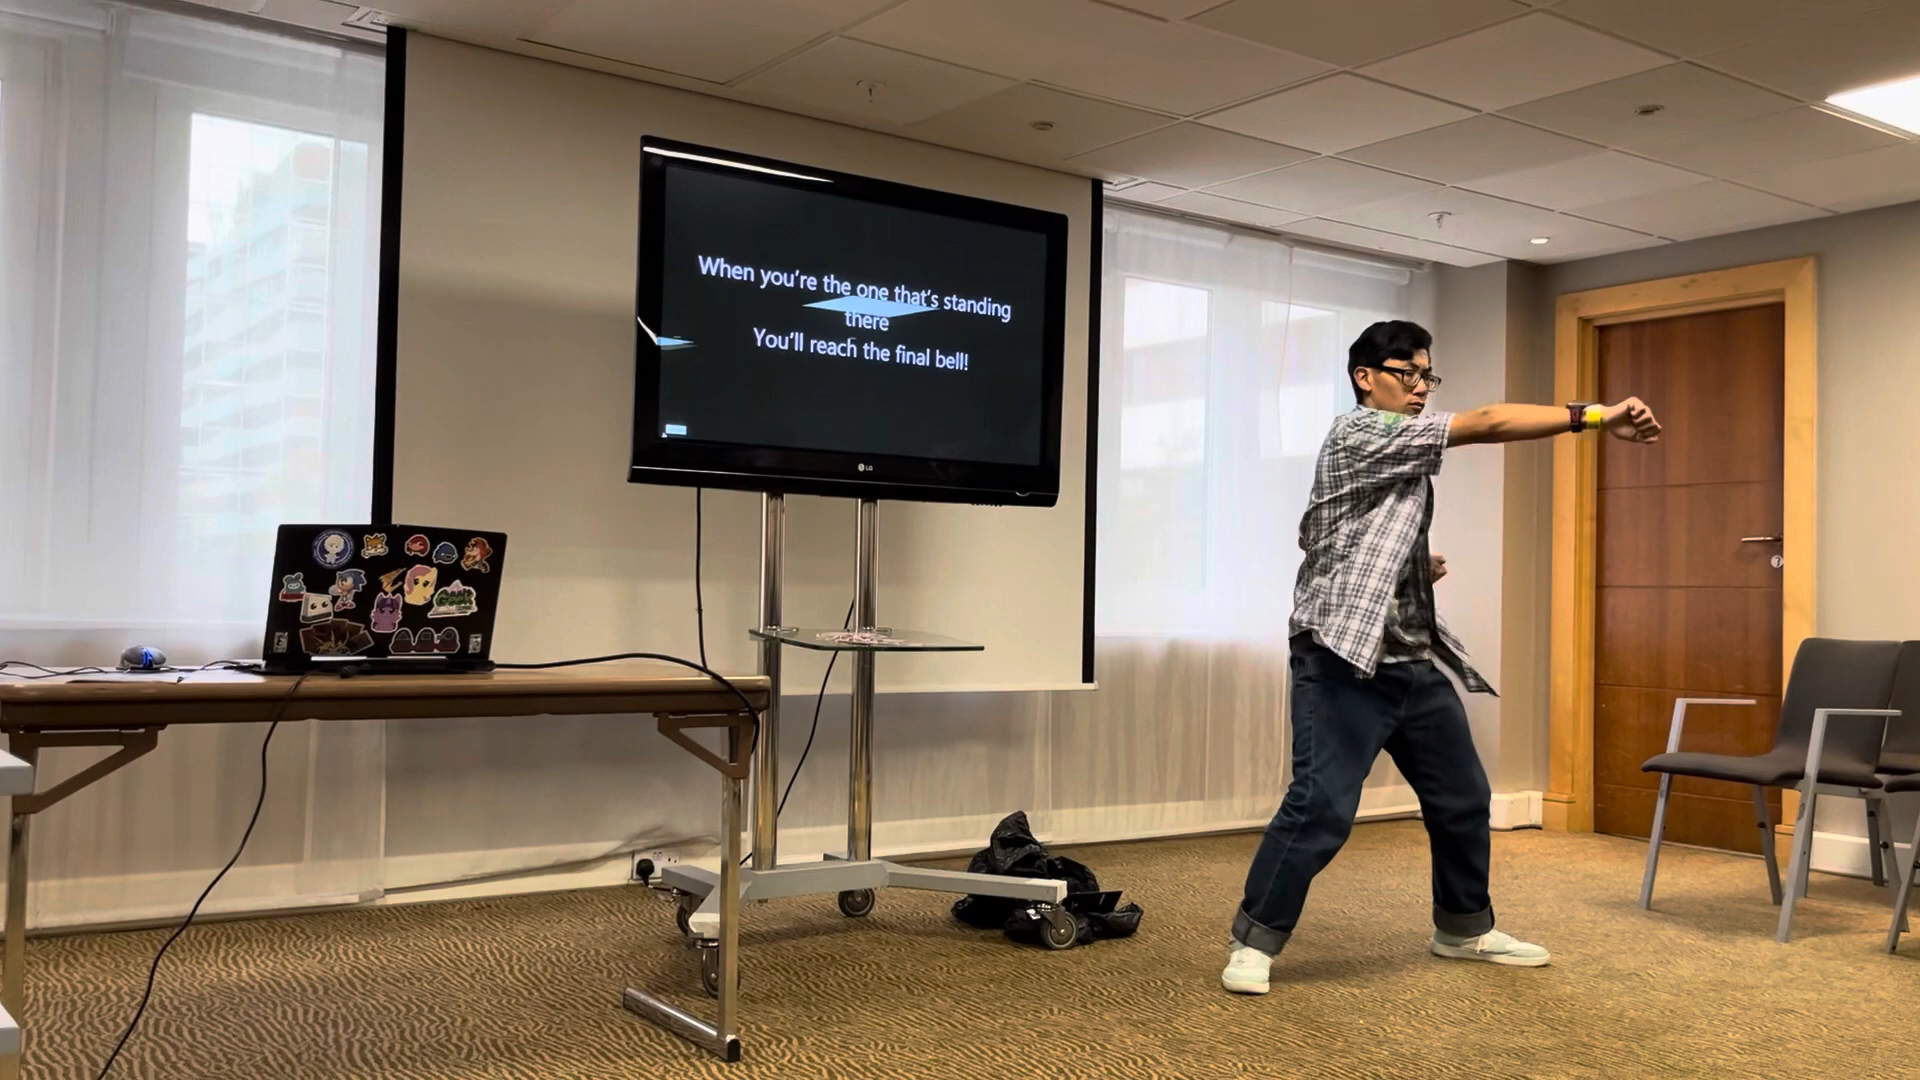 When you're the one that's standing
there
You'll reach the final bell!
LG